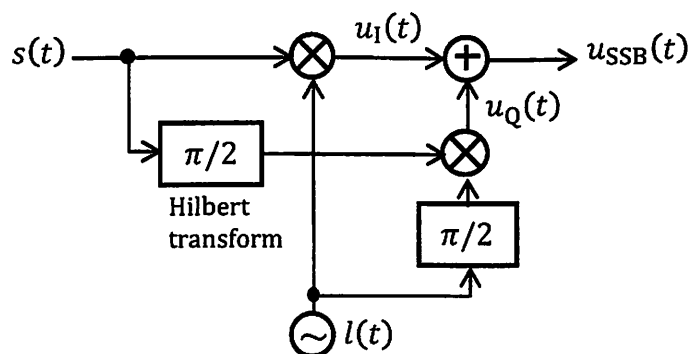 s(t)
u_I(t)
u_SSB(t)
u_Q(t)
π/2
Hilbert
transform
π/2
l(t)